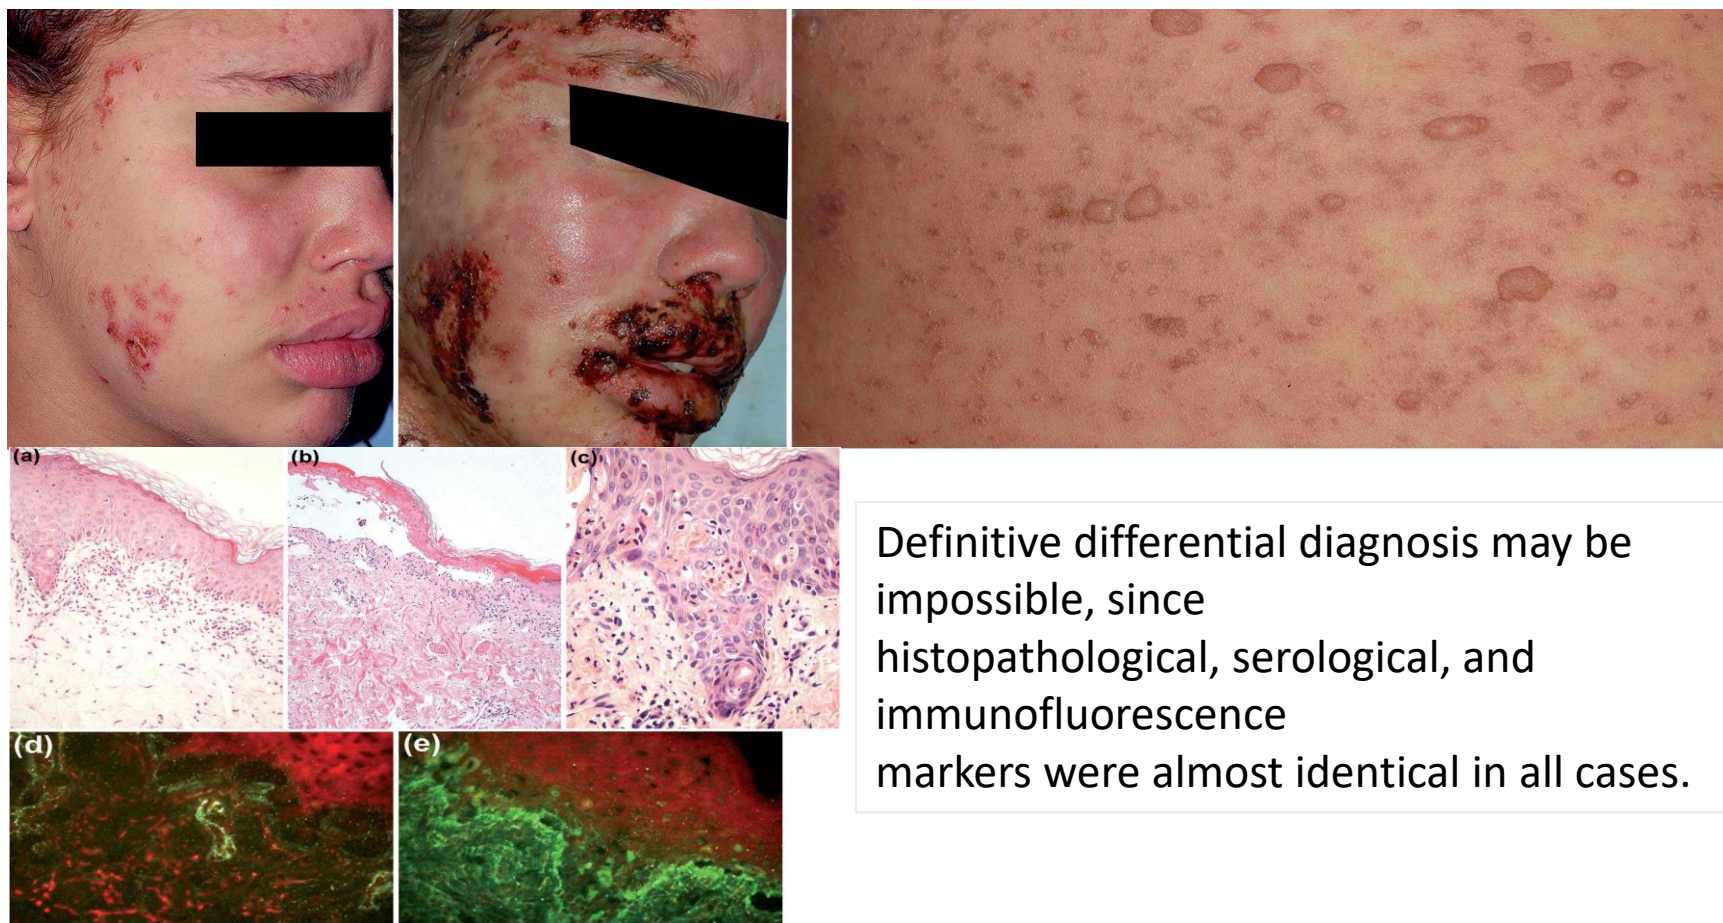 (a)
(b)
(c)
(d)
(e)
Definitive differential diagnosis may be
impossible, since
histopathological, serological, and
immunofluorescence
markers were almost identical in all cases.